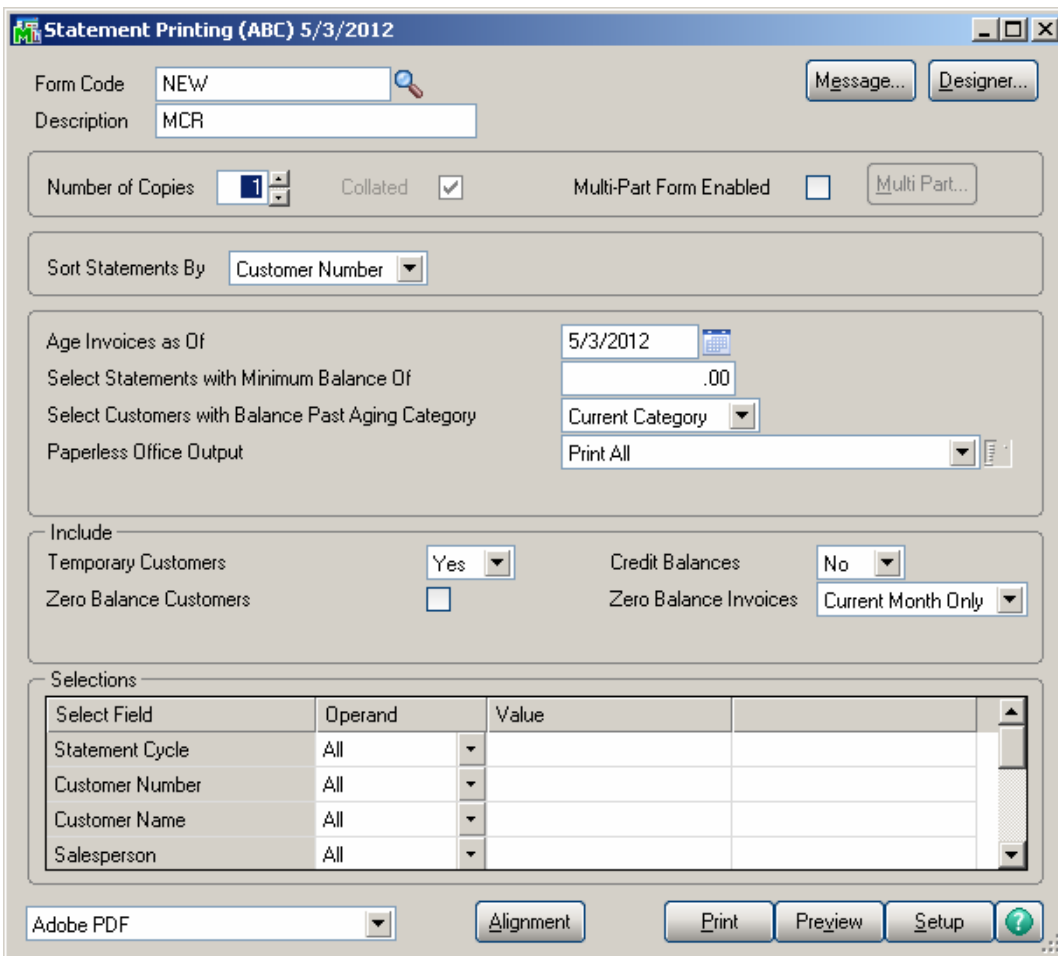 Statement Printing (ABC) 5/3/2012
Form Code NEW Message... Designer...
Description MCR
Number of Copies 1 Collated Multi-Part Form Enabled Multi Part...
Sort Statements By Customer Number
Age Invoices as Of 5/3/2012
Select Statements with Minimum Balance Of .00
Select Customers with Balance Past Aging Category Current Category
Paperless Office Output Print All
Include
Temporary Customers Yes Credit Balances No
Zero Balance Customers Zero Balance Invoices Current Month Only
Selections
Select Field Operand Value
Statement Cycle All
Customer Number All
Customer Name All
Salesperson All
Adobe PDF Alignment Print Preview Setup ?